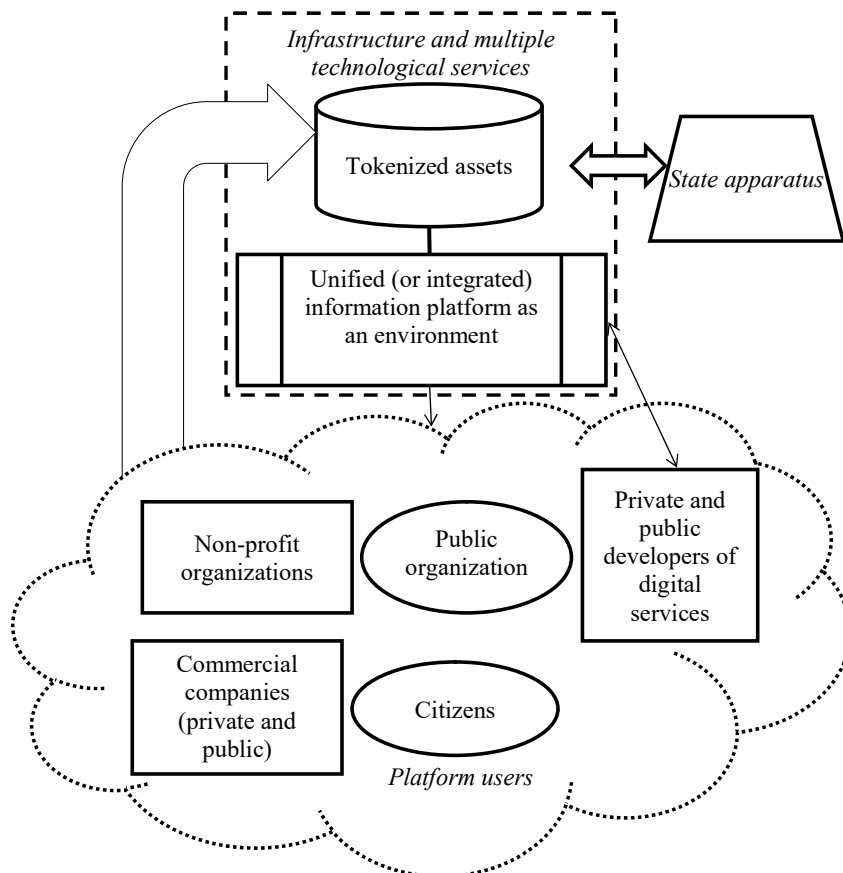 Infrastructure and multiple
technological services
Tokenized assets
State apparatus
Unified (or integrated)
information platform as
an environment
Non-profit
organizations
Public
organization
Private and
public
developers of
digital
services
Commercial
companies
(private and
public)
Citizens
Platform users